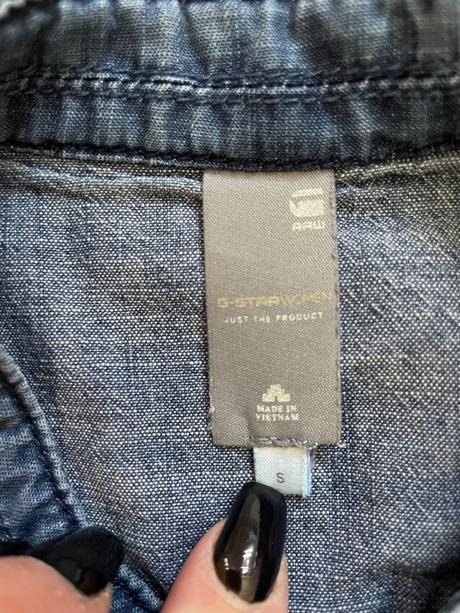 RAW
G-STAR WOMEN
JUST THE PRODUCT
MADE IN
VIETNAM
S